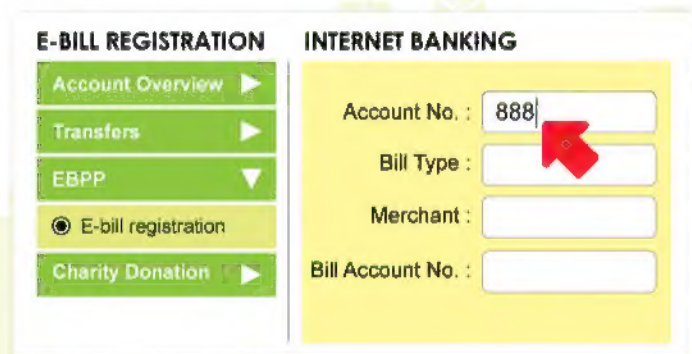 E-BILL REGISTRATION
Account Overview
Transfers
EBPP
E-bill registration
Charity Donation
INTERNET BANKING
Account No. : 888
Bill Type :
Merchant :
Bill Account No. :